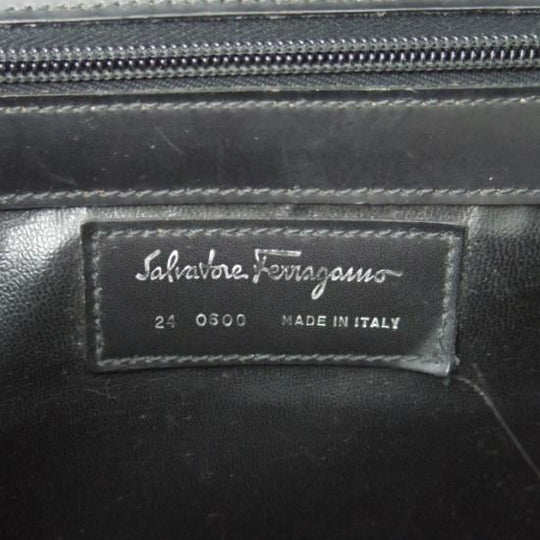 Salvatore Ferragamo
24 0600 MADE IN ITALY